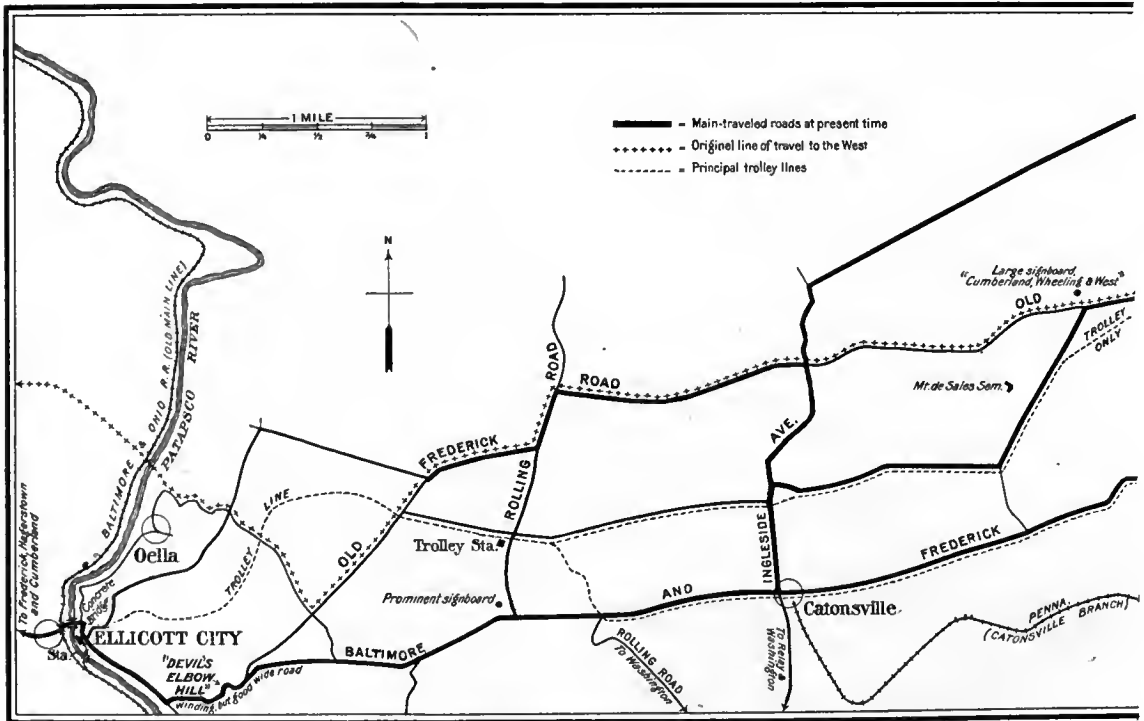 1 MILE
0 1/4 1/2 3/4 1
= Main-traveled roads at present time
= Originel line of travel to the West
= Principal trolley lines
N
BALTIMORE & OHIO R.R. (OLD MAIN LINE)
PATAPSCO RIVER
Large signboard,
"Cumberland, Wheeling & West"
OLD
FREDERICK
ROAD
ROAD
TROLLEY
ONLY
Mt. de Sales Sem.
AVE.
INGLESIDE
ROLLING
OLD
TROLLEY LINE
Trolley Sta.
Oella
To Frederick, Hagerstown
and Cumberland
Concrete
Bridge
ELLICOTT CITY
Sta.
"DEVIL'S
ELBOW
HILL"
winding, but good wide road
Prominent signboard
BALTIMORE
AND
FREDERICK
Catonsville
ROLLING ROAD
To Washington
To Relay &
Washington
PENNA.
(CATONSVILLE BRANCH)